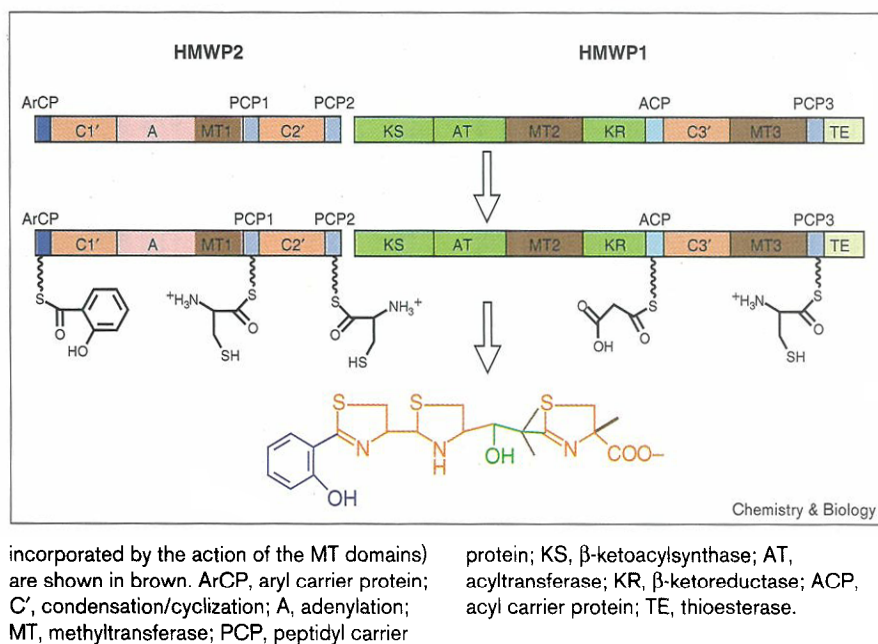 HMWP2 HMWP1
ArCP PCP1 PCP2 ACP PCP3
C1′ A MT1 C2′ KS AT MT2 KR C3′ MT3 TE
ArCP PCP1 PCP2 ACP PCP3
C1′ A MT1 C2′ KS AT MT2 KR C3′ MT3 TE
S S S S S
+H3N NH3+ +H3N
O O O O O
HO SH HS OH SH
S S S
N N H OH N COO–
OH
Chemistry & Biology
incorporated by the action of the MT domains)
are shown in brown. ArCP, aryl carrier protein;
C′, condensation/cyclization; A, adenylation;
MT, methyltransferase; PCP, peptidyl carrier
protein; KS, β-ketoacylsynthase; AT,
acyltransferase; KR, β-ketoreductase; ACP,
acyl carrier protein; TE, thioesterase.